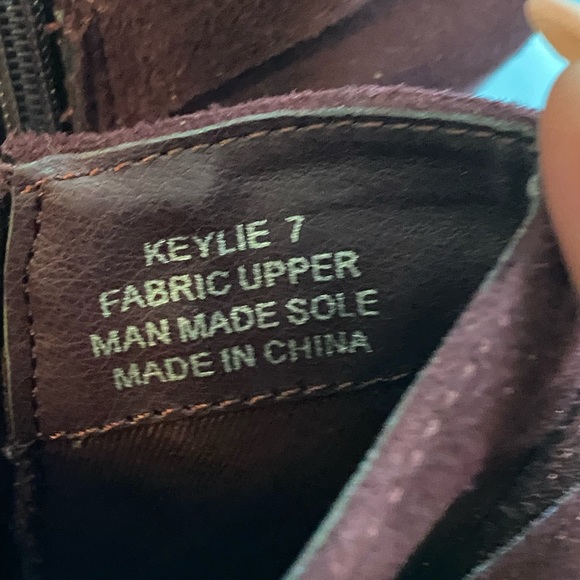 KEYLIE 7
FABRIC UPPER
MAN MADE SOLE
MADE IN CHINA